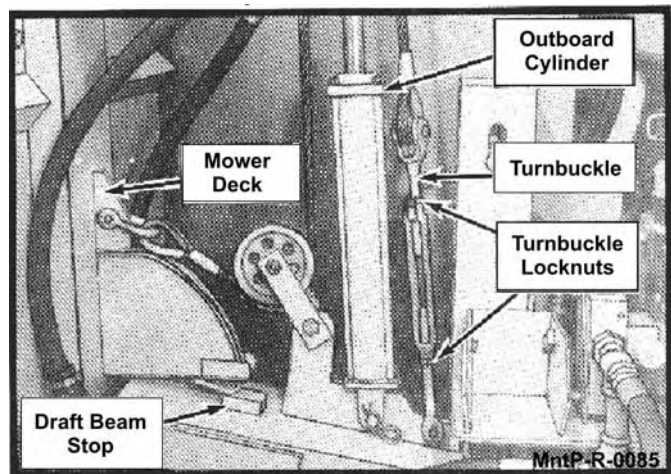 Outboard
Cylinder
Mower
Deck
Turnbuckle
Turnbuckle
Locknuts
Draft Beam
Stop
MntP-R-0085